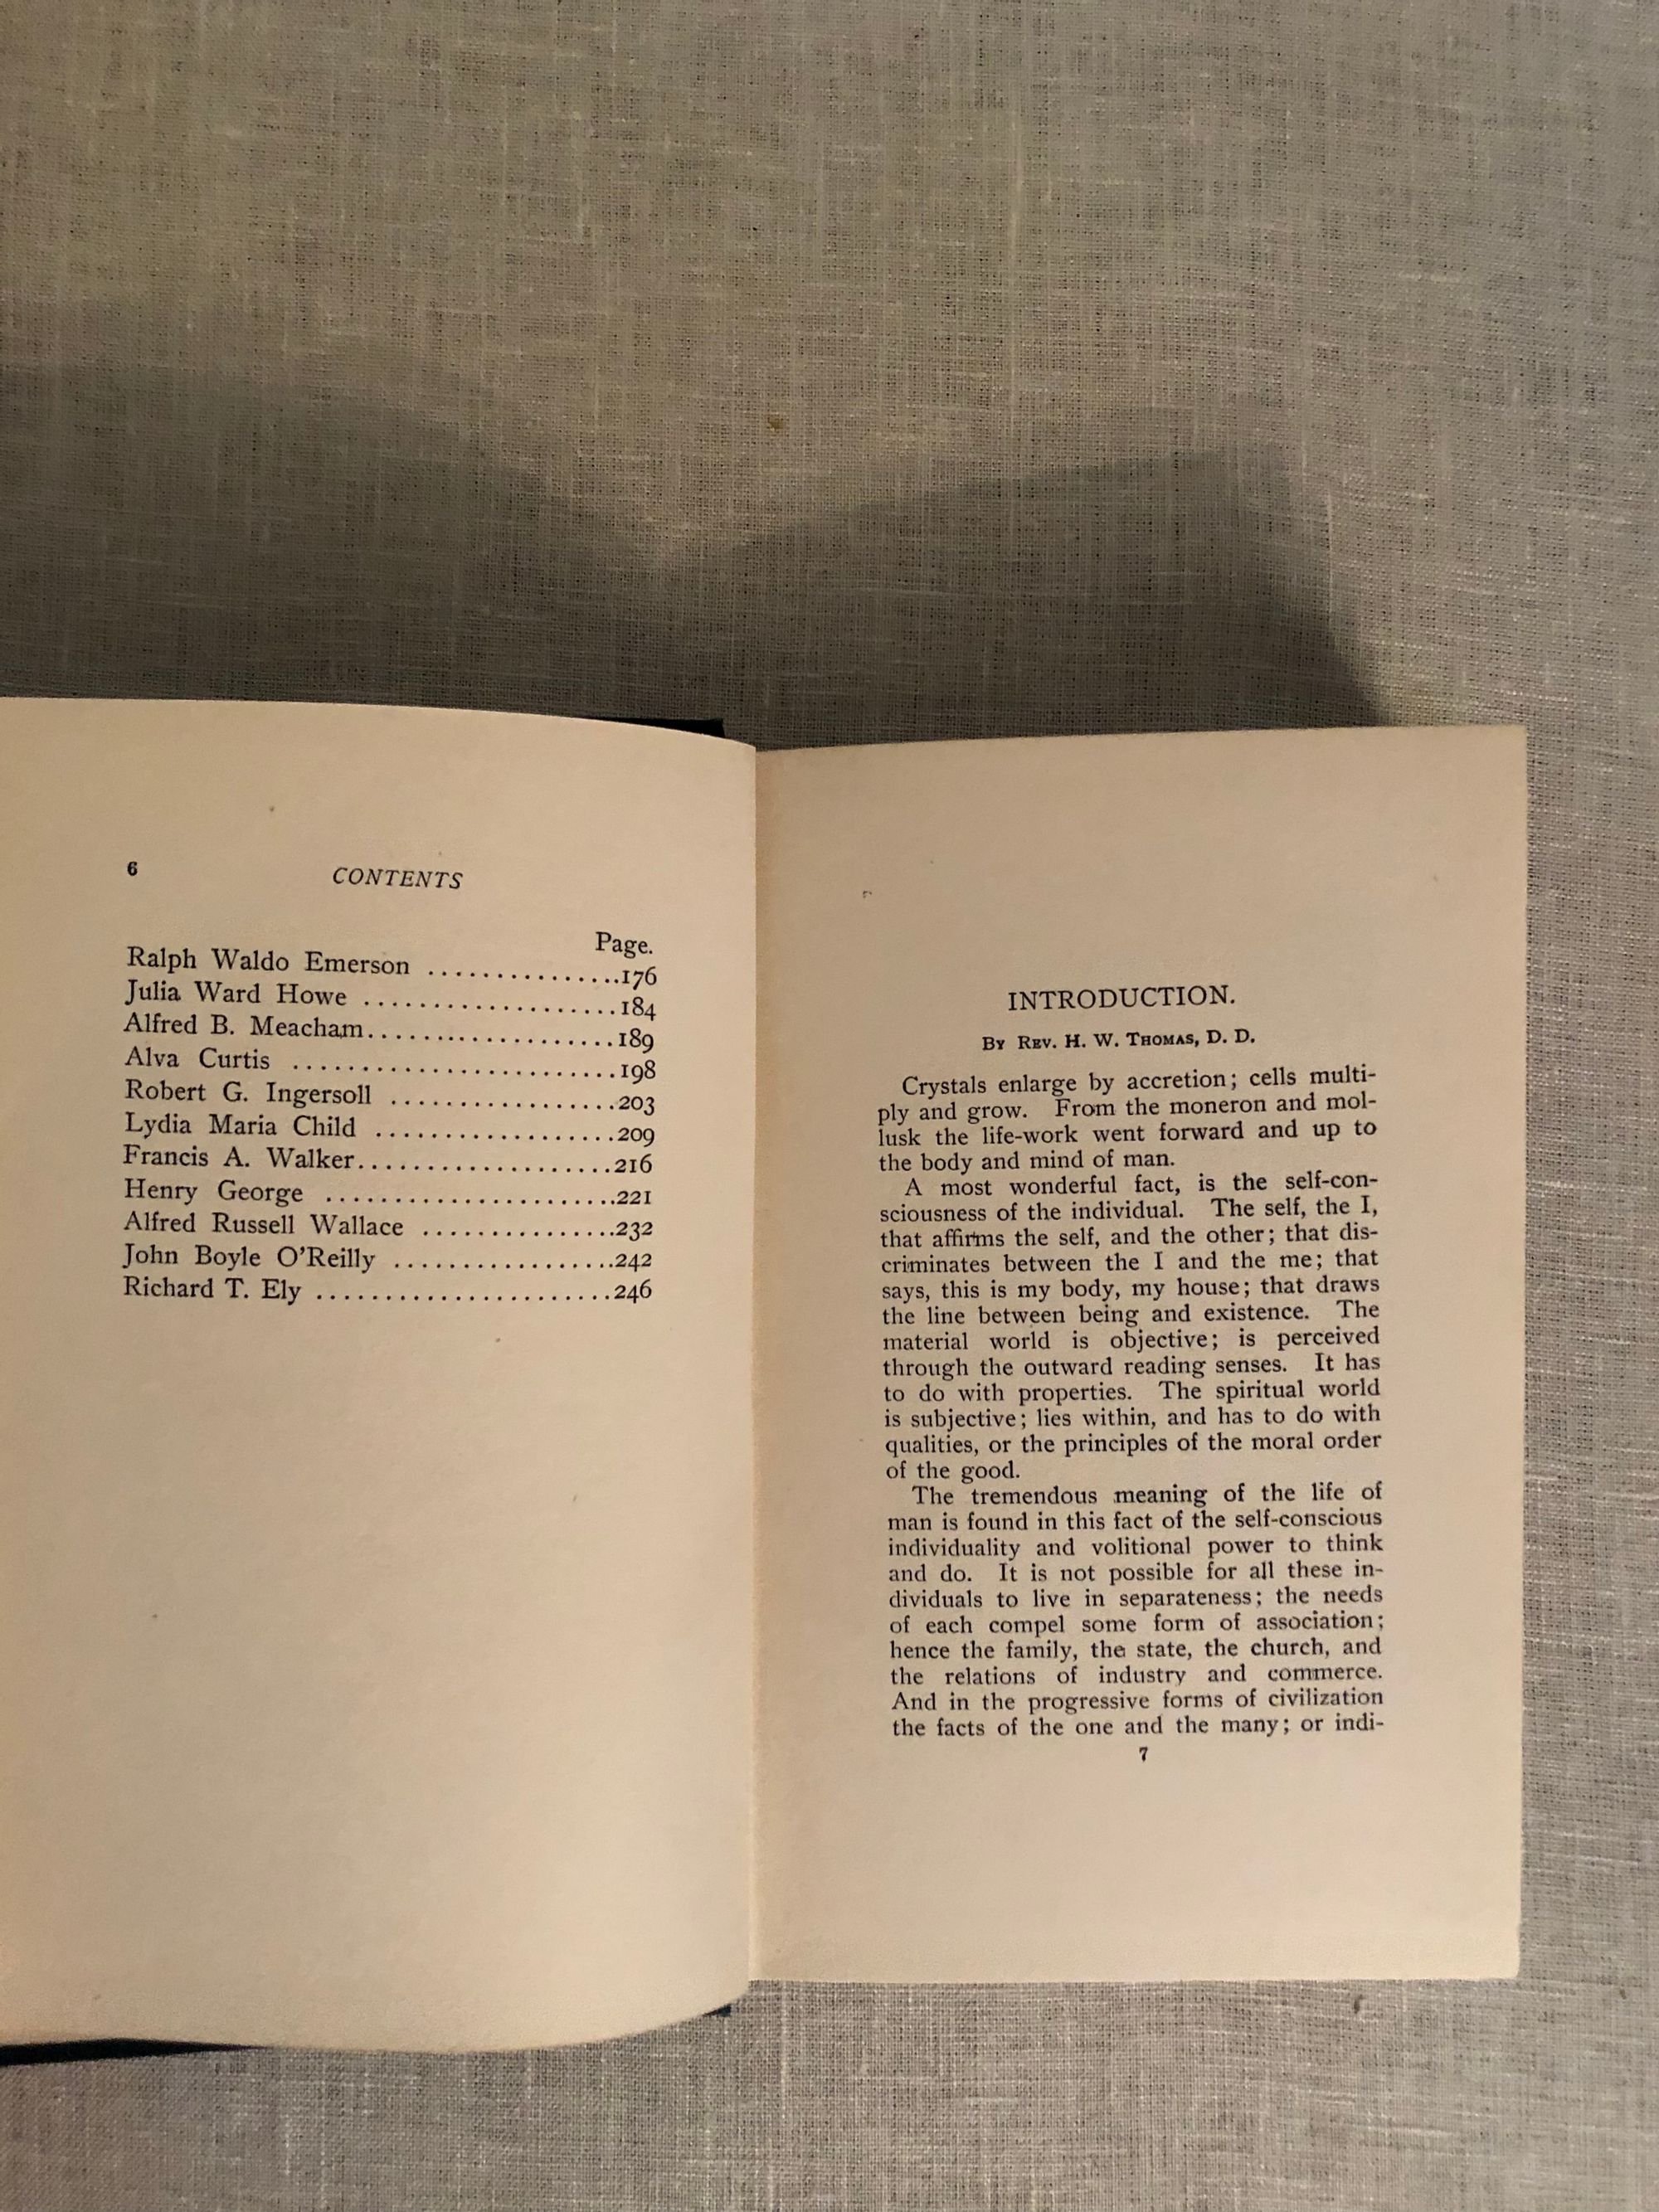 6
CONTENTS
Page.
Ralph Waldo Emerson ................176
Julia Ward Howe ..................184
Alfred B. Meacham..................189
Alva Curtis .......................198
Robert G. Ingersoll .................203
Lydia Maria Child ..................209
Francis A. Walker...................216
Henry George .....................221
Alfred Russell Wallace ..............232
John Boyle O'Reilly ................242
Richard T. Ely ......................246
INTRODUCTION.
By Rev. H. W. Thomas, D. D.
Crystals enlarge by accretion; cells multi-
ply and grow. From the moneron and mol-
lusk the life-work went forward and up to
the body and mind of man.
A most wonderful fact, is the self-con-
sciousness of the individual. The self, the I,
that affirms the self, and the other; that dis-
criminates between the I and the me; that
says, this is my body, my house; that draws
the line between being and existence. The
material world is objective; is perceived
through the outward reading senses. It has
to do with properties. The spiritual world
is subjective; lies within, and has to do with
qualities, or the principles of the moral order
of the good.
The tremendous meaning of the life of
man is found in this fact of the self-conscious
individuality and volitional power to think
and do. It is not possible for all these in-
dividuals to live in separateness; the needs
of each compel some form of association;
hence the family, the state, the church, and
the relations of industry and commerce.
And in the progressive forms of civilization
the facts of the one and the many; or indi-
7